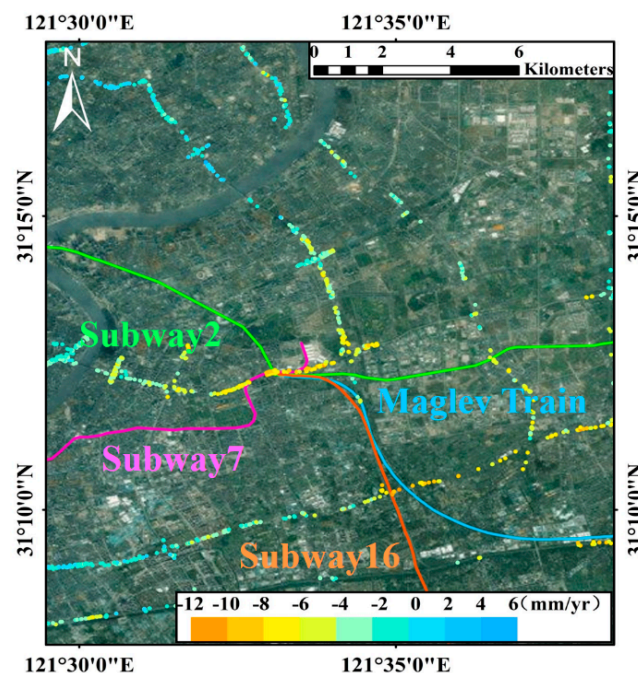 121°30'0"E 121°35'0"E
N
0 1 2 4 6
Kilometers
31°15'0"N 31°15'0"N
Subway2
Maglev Train
Subway7
31°10'0"N 31°10'0"N
Subway16
-12 -10 -8 -6 -4 -2 0 2 4 6 (mm/yr)
121°30'0"E 121°35'0"E